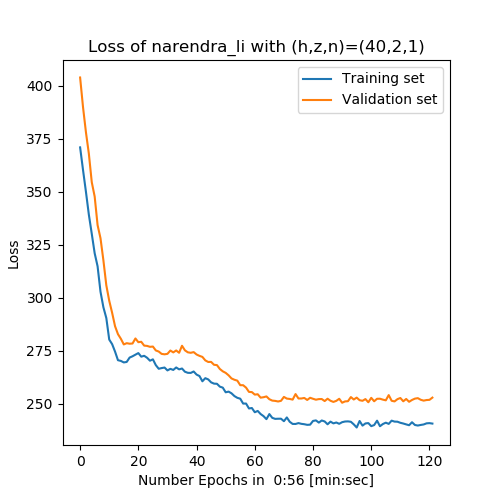 Loss of narendra_li with (h,z,n)=(40,2,1)
Training set
Validation set
400
375
350
325
300
275
250
Loss
0 20 40 60 80 100 120
Number Epochs in  0:56 [min:sec]